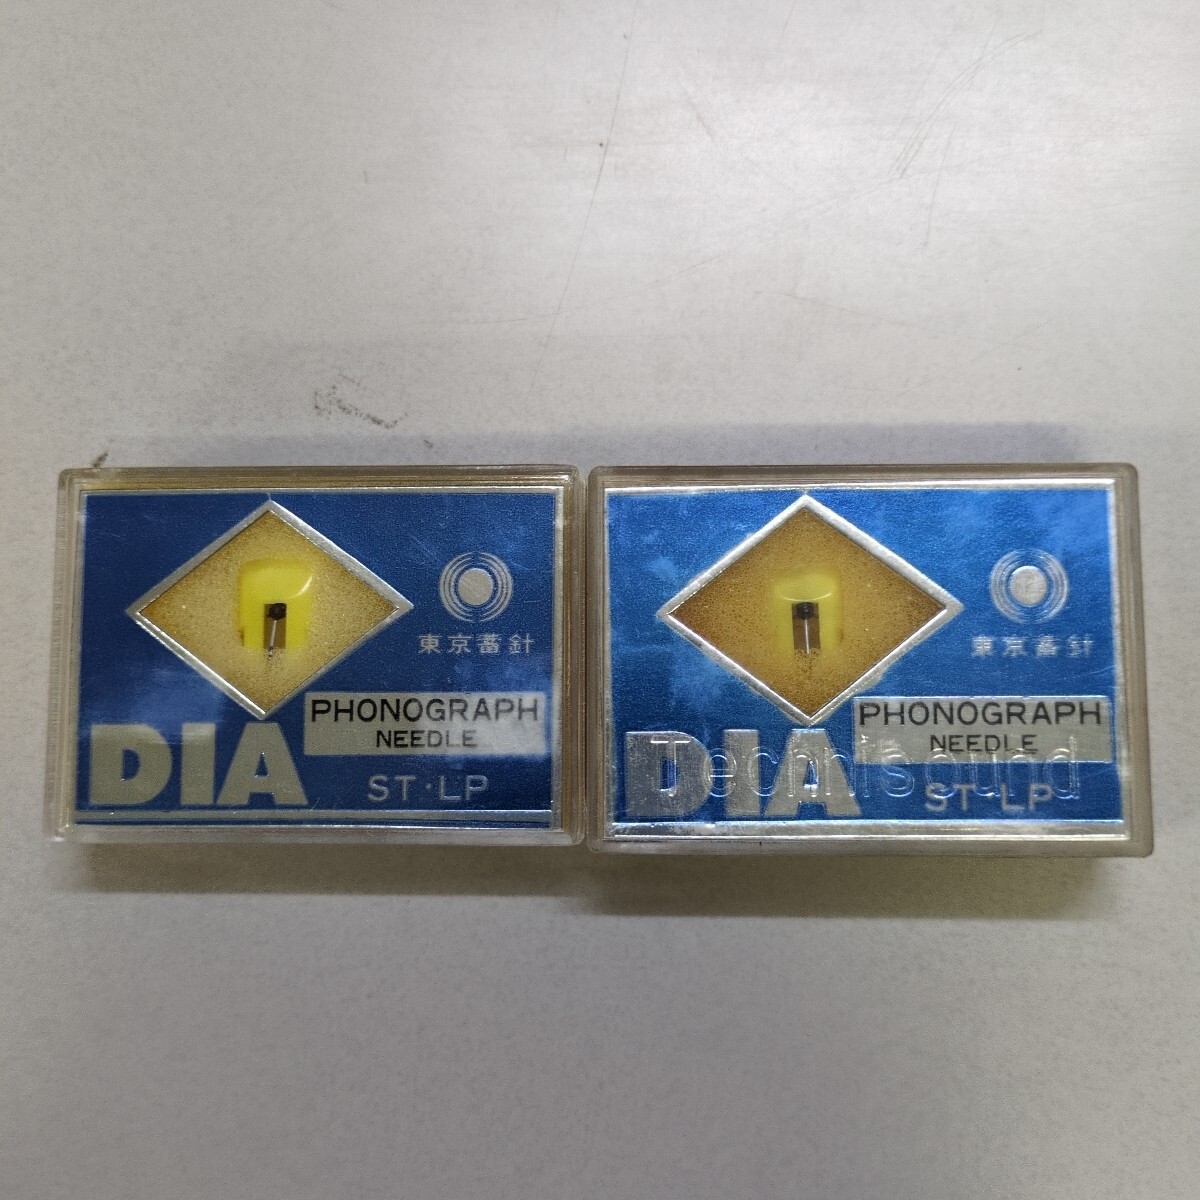 東京蓄針
PHONOGRAPH
NEEDLE
DIA
ST・LP
東京蓄針
PHONOGRAPH
NEEDLE
DIA
Technisound
ST・LP